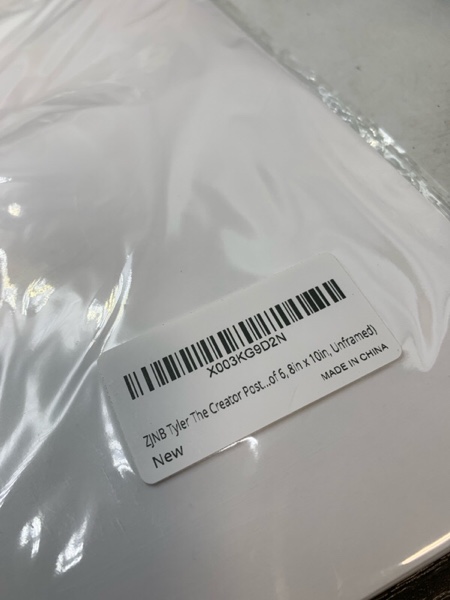 X003KG9D2N
ZJNB Tyler The Creator Post...of 6, 8in x 10in, Unframed)
New
MADE IN CHINA